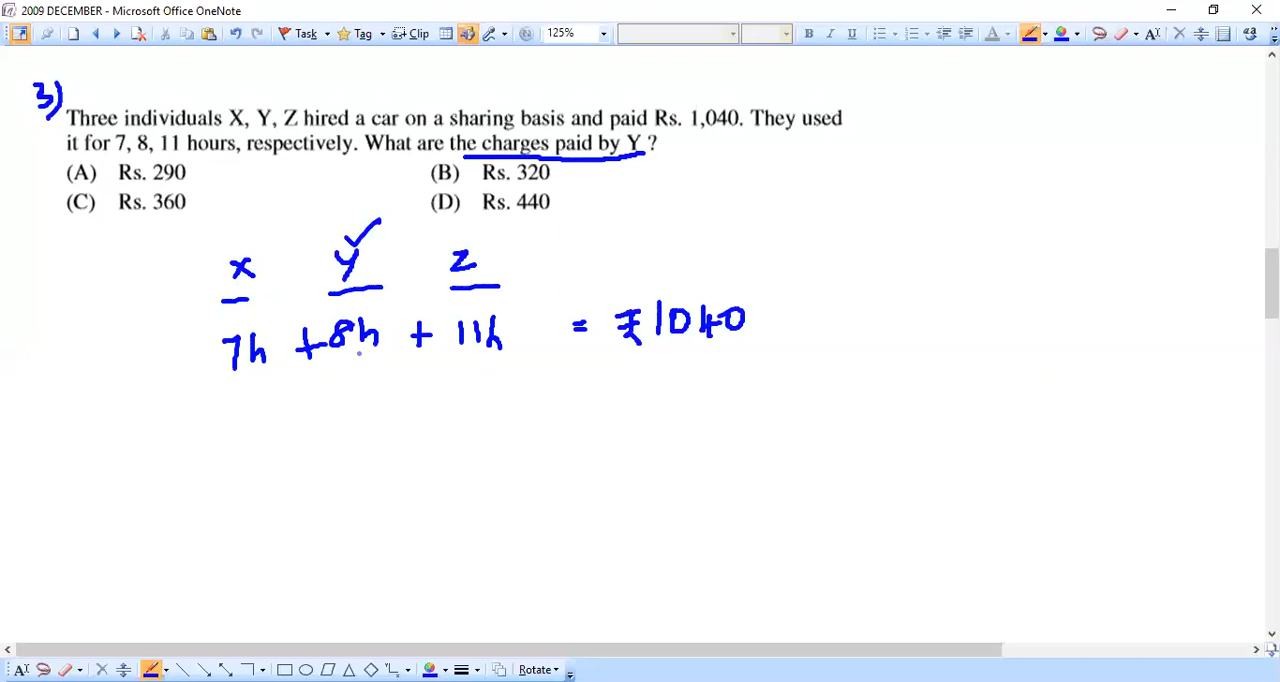 2009 DECEMBER - Microsoft Office OneNote
Task Tag Clip 125% B I U A
3)
Three individuals X, Y, Z hired a car on a sharing basis and paid Rs. 1,040. They used
it for 7, 8, 11 hours, respectively. What are the charges paid by Y ?
(A) Rs. 290 (B) Rs. 320
(C) Rs. 360 (D) Rs. 440
x y z
7h + 8h + 11h = ₹1040
Rotate